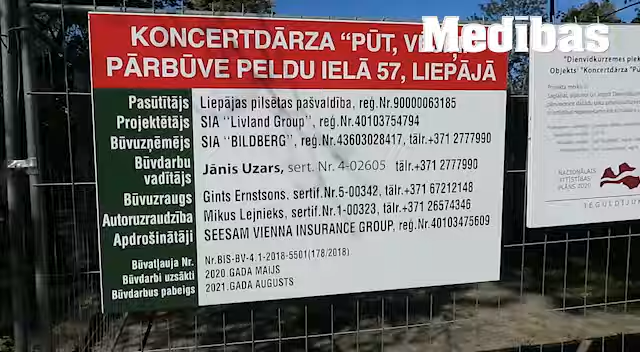 Medības
KONCERTDĀRZA "PŪT,
PĀRBŪVE PELDU IELĀ 57, LIEPĀJĀ
Pasūtītājs Liepājas pilsētas pašvaldība, reģ.Nr.90000063185
Projektētājs SIA "Livland Group", reģ.Nr.40103754794
Būvuzņēmējs SIA "BILDBERG", reģ.Nr.43603028417, tālr.+371 2777990
Būvdarbu vadītājs Jānis Uzars, sert. Nr. 4-02605 tālr.+371 2777990
Būvuzraugs Gints Ernstsons. sertif.Nr.5-00342, tālr.+371 67212148
Autoruzraudzība Mikus Lejnieks, sertif.Nr.1-00323, tālr.+371 26574346
Apdrošinātāji SEESAM VIENNA INSURANCE GROUP, reģ.Nr.40103475609
Būvatļauja Nr. Nr.BIS-BV-4.1-2018-5501(178/2018)
Būvdarbi uzsākti 2020.GADA MAIJS
Būvdarbus pabeigs 2021.GADA AUGUSTS
"Dienvidkurzemes
Objekts: "Koncertdārza "Pū
NACIONĀLAIS
ATTĪSTĪBAS
PLĀNS 2020